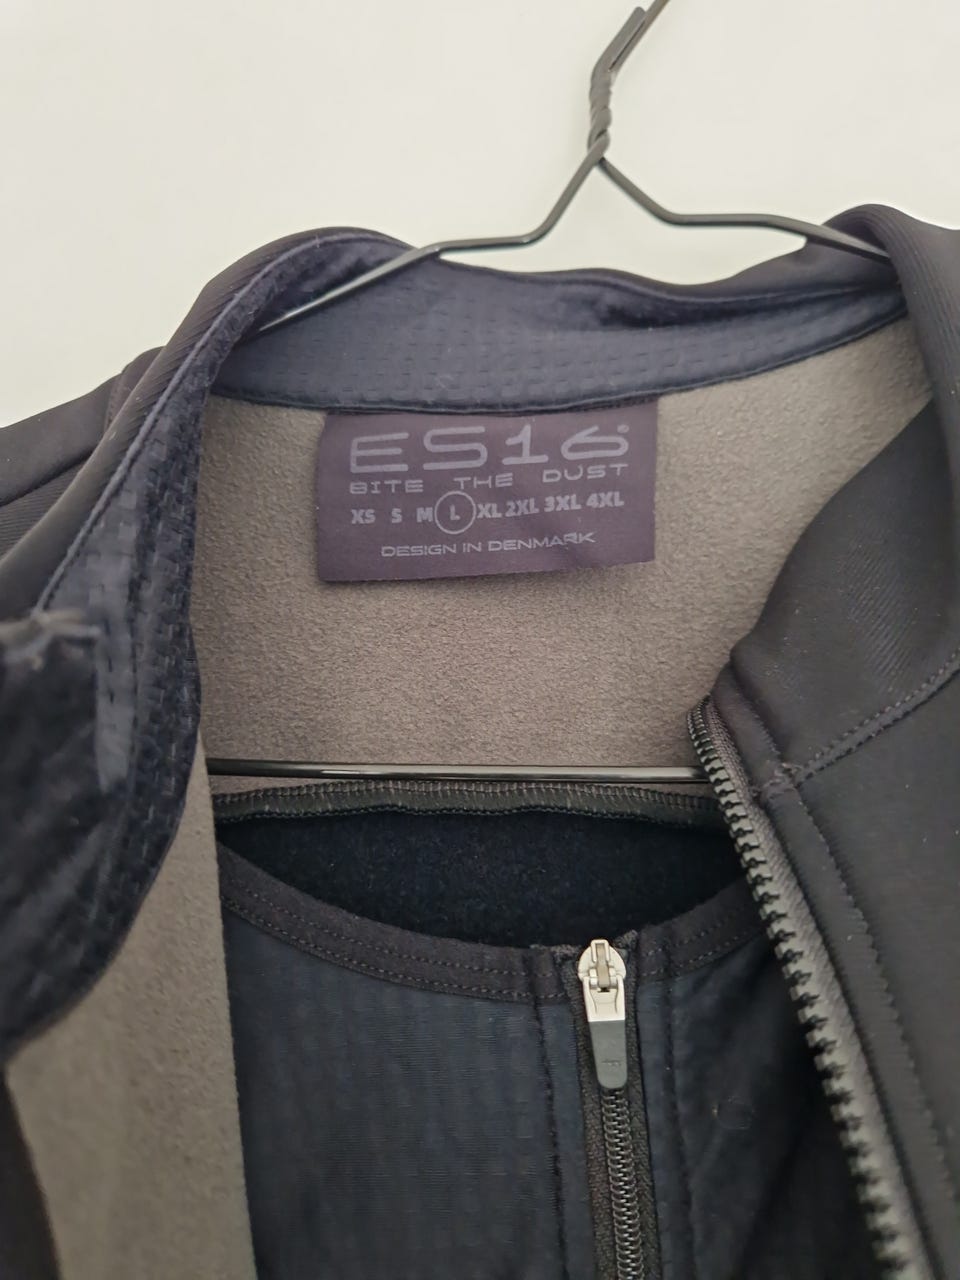 ES16
BITE THE DUST
XS S M L XL 2XL 3XL 4XL
DESIGN IN DENMARK